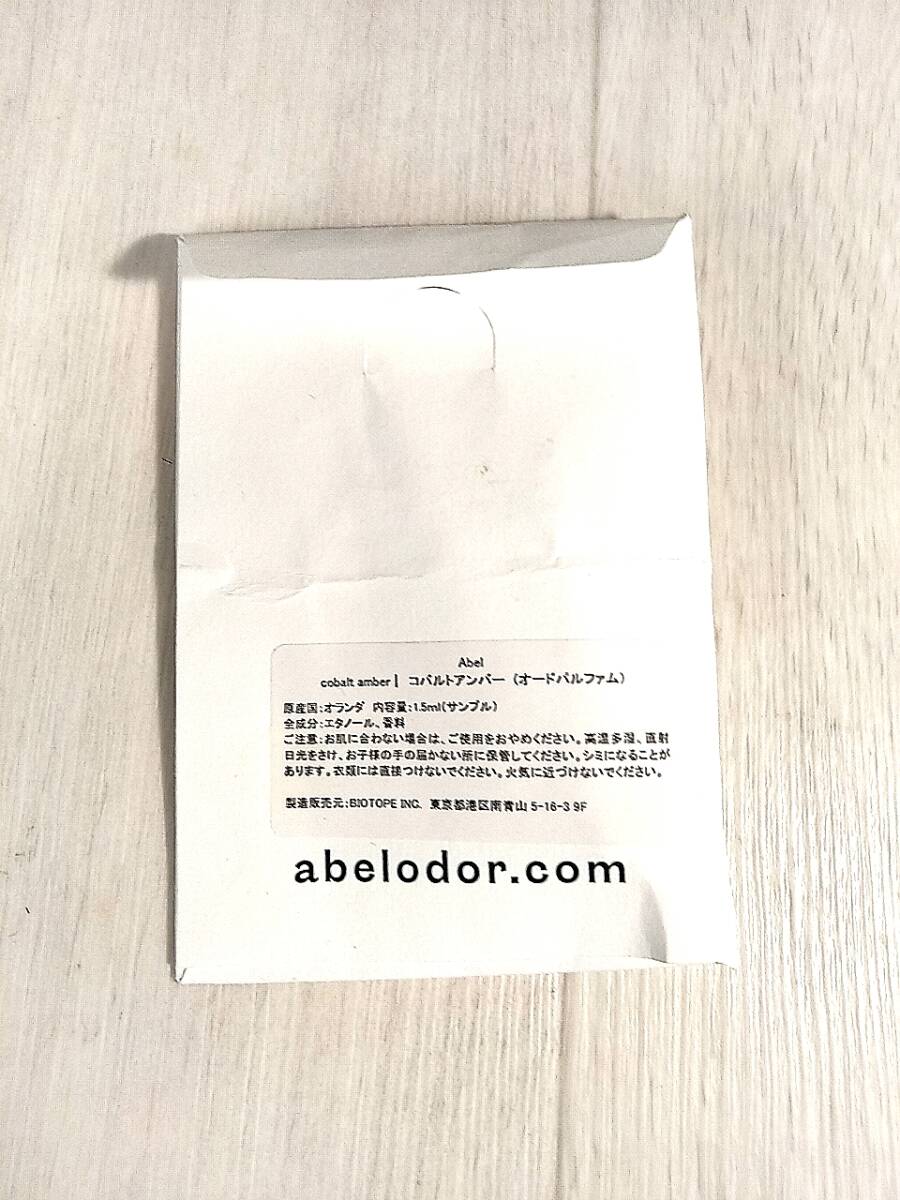 Abel
cobalt amber | コバルトアンバー (オードパルファム)
原産国:オランダ 内容量:1.5ml(サンプル)
全成分:エタノール、香料
ご注意:お肌に合わない場合は、ご使用をおやめください。高温多湿、直射
日光をさけ、お子様の手の届かない所に保管してください。シミになることが
あります。衣類には直接つけないでください。火気に近づけないでください。
製造販売元:BIOTOPE INC. 東京都港区南青山 5-16-3 9F
abelodor.com